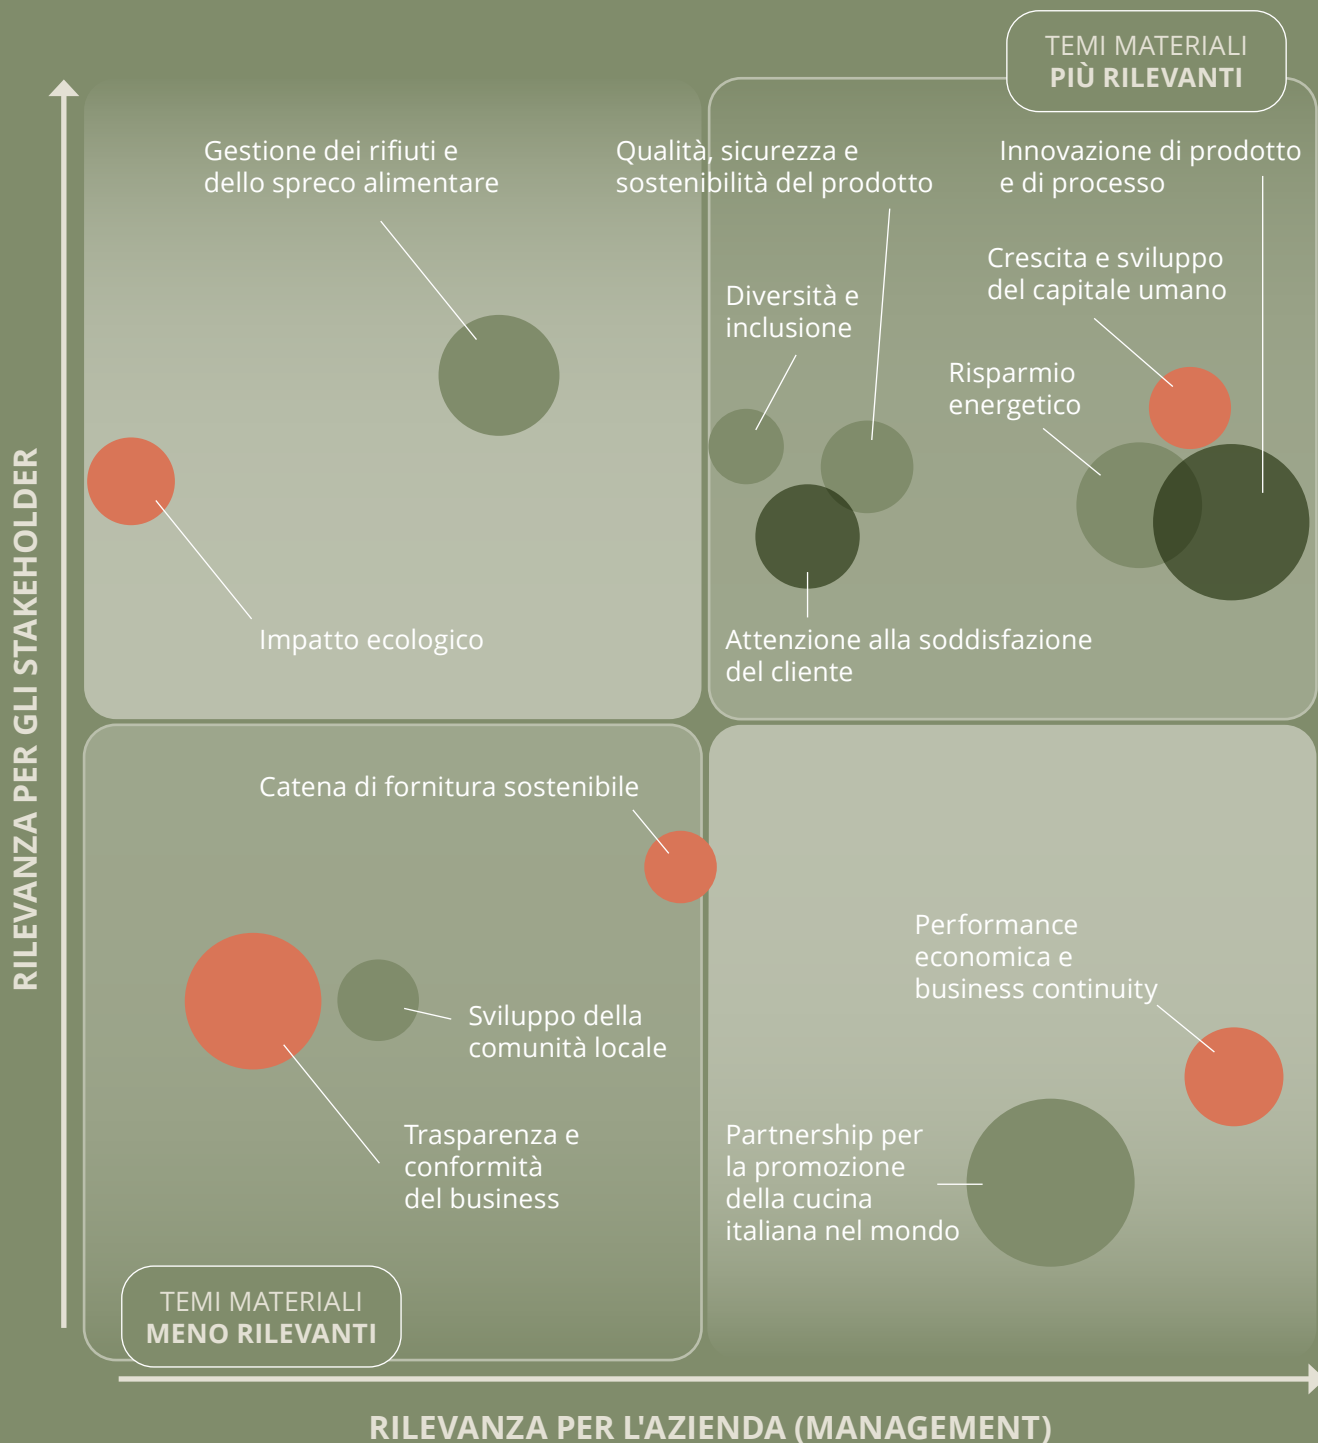 TEMI MATERIALI
PIÙ RILEVANTI
Gestione dei rifiuti e
dello spreco alimentare
Qualità, sicurezza e
sostenibilità del prodotto
Innovazione di prodotto
e di processo
Crescita e sviluppo
del capitale umano
Diversità e
inclusione
Risparmio
energetico
Impatto ecologico
Attenzione alla soddisfazione
del cliente
RILEVANZA PER GLI STAKEHOLDER
Catena di fornitura sostenibile
Performance
economica e
business continuity
Sviluppo della
comunità locale
Trasparenza e
conformità
del business
Partnership per
la promozione
della cucina
italiana nel mondo
TEMI MATERIALI
MENO RILEVANTI
RILEVANZA PER L'AZIENDA (MANAGEMENT)